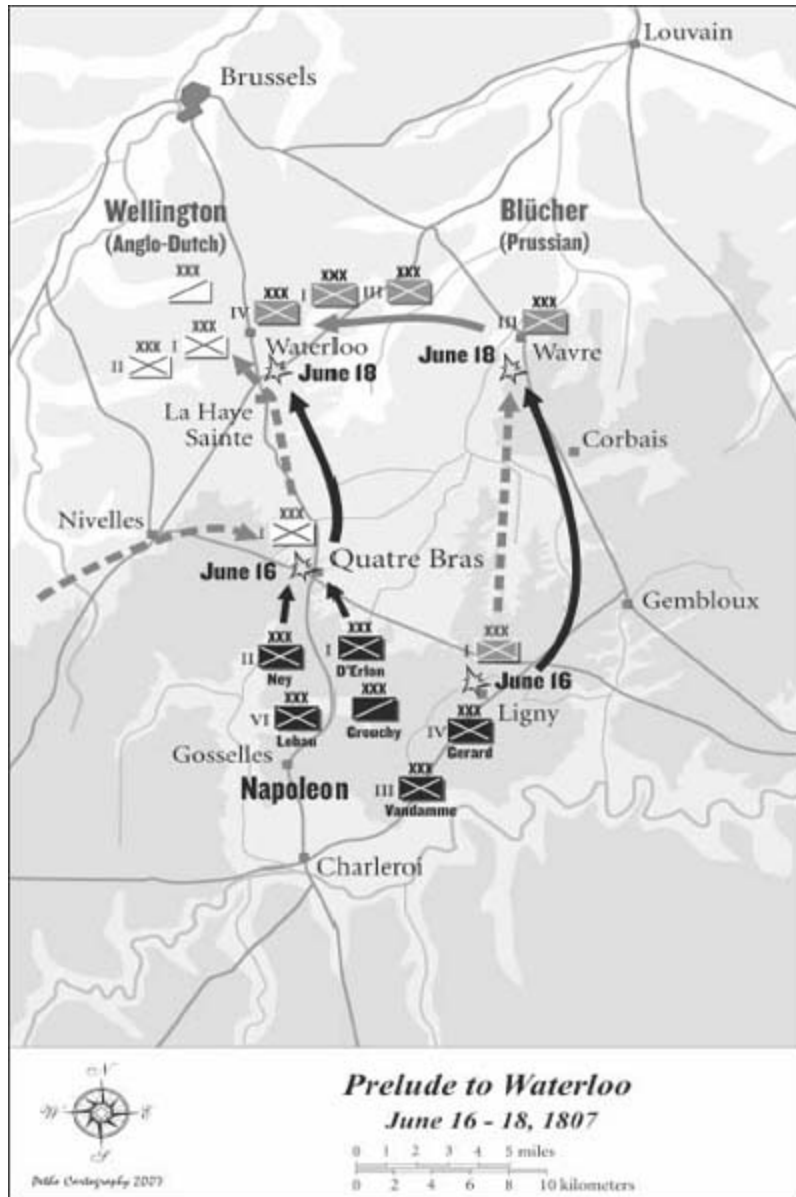 Louvain
Brussels
Wellington
(Anglo-Dutch)
Blücher
(Prussian)
XXX
XXX
I
XXX
III
XXX
IV
XXX
III
XXX
I
XXX
II
Waterloo
June 18
June 18
Wavre
La Haye
Sainte
Corbais
Nivelles
XXX
I
Quatre Bras
June 16
Gembloux
XXX
II
Ney
XXX
I
D'Erlon
XXX
I
June 16
Ligny
XXX
VI
Lobau
XXX
Grouchy
XXX
IV
Gerard
Gosselles
Napoleon
XXX
III
Vandamme
Charleroi
N
W
E
S
Prelude to Waterloo
June 16 - 18, 1807
0 1 2 3 4 5 miles
0 2 4 6 8 10 kilometers
Cartography